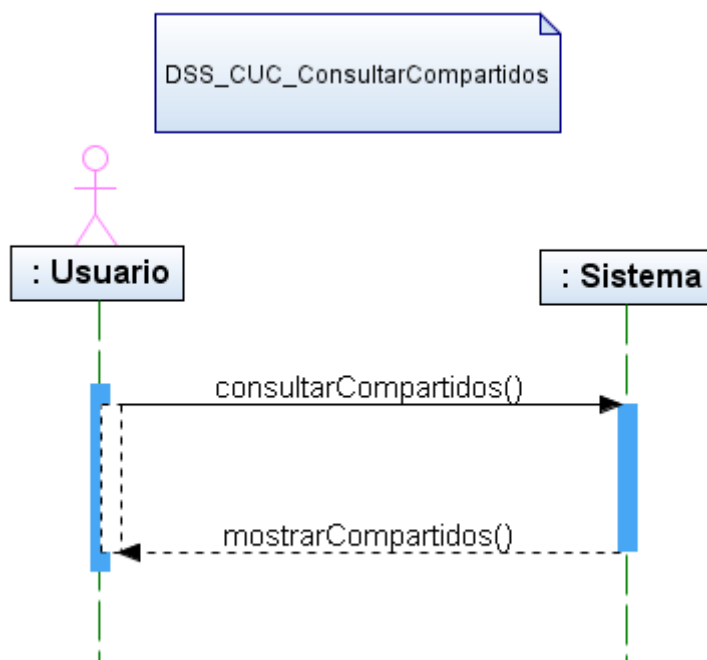 DSS_CUC_ConsultarCompartidos
: Usuario
: Sistema
consultarCompartidos()
mostrarCompartidos()